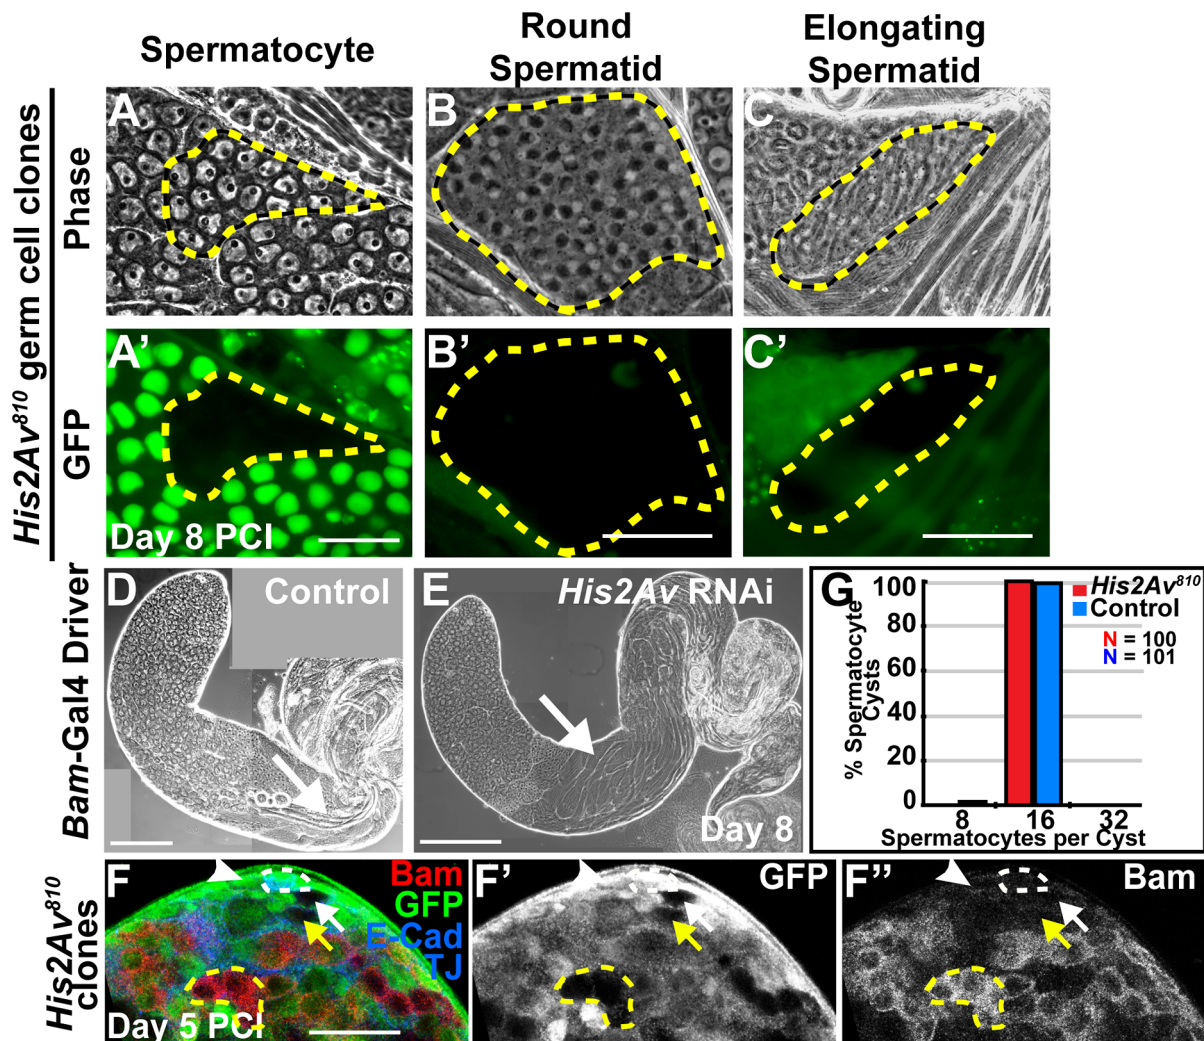 Spermatocyte
Round
Spermatid
Elongating
Spermatid
His2Av810 germ cell clones
Phase
A
B
C
GFP
A'
B'
C'
Day 8 PCI
Bam-Gal4 Driver
D
Control
E
His2Av RNAi
Day 8
G
% Spermatocyte
Cysts
100
80
60
40
20
0
His2Av810
Control
N = 100
N = 101
8 16 32
Spermatocytes per Cyst
His2Av810
clones
F
Bam
GFP
E-Cad
TJ
Day 5 PCI
F'
GFP
F''
Bam